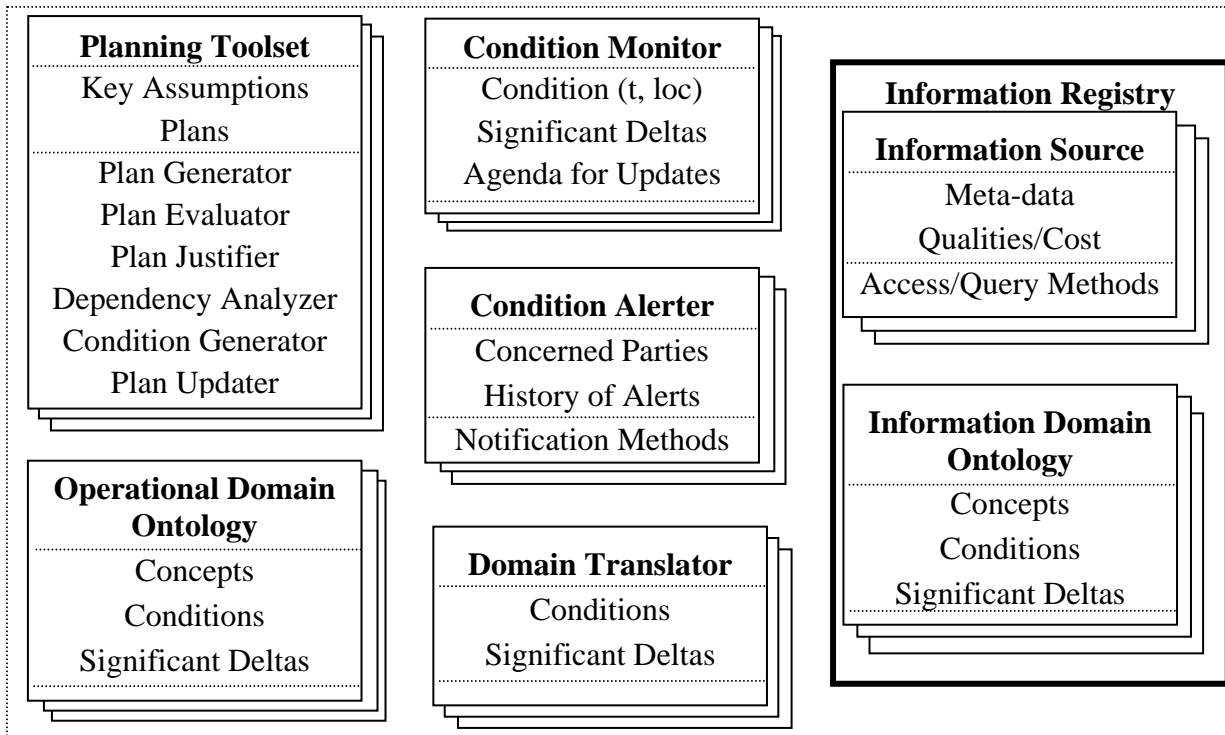 Planning Toolset
Key Assumptions
Plans
Plan Generator
Plan Evaluator
Plan Justifier
Dependency Analyzer
Condition Generator
Plan Updater
Operational Domain
Ontology
Concepts
Conditions
Significant Deltas
Condition Monitor
Condition (t, loc)
Significant Deltas
Agenda for Updates
Condition Alerter
Concerned Parties
History of Alerts
Notification Methods
Domain Translator
Conditions
Significant Deltas
Information Registry
Information Source
Meta-data
Qualities/Cost
Access/Query Methods
Information Domain
Ontology
Concepts
Conditions
Significant Deltas